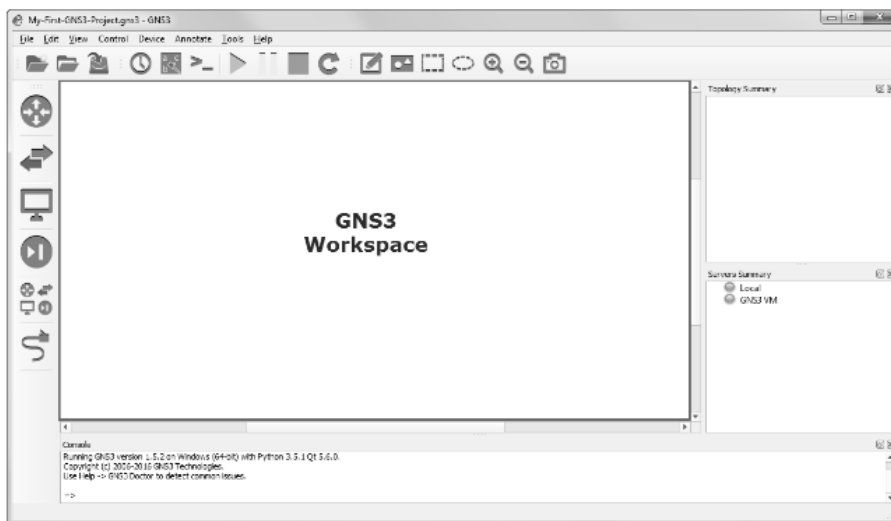 My-First-GNS3-Project.gns3 - GNS3
File Edit View Control Device Annotate Tools Help
Topology Summary
GNS3
Workspace
Servers Summary
Local
GNS3 VM
Console
Running GNS3 version 1.5.2 on Windows (64-bit) with Python 3.5.1 Qt 5.6.0.
Copyright (c) 2006-2016 GNS3 Technologies.
Use Help -> GNS3 Doctor to detect common issues.
=>